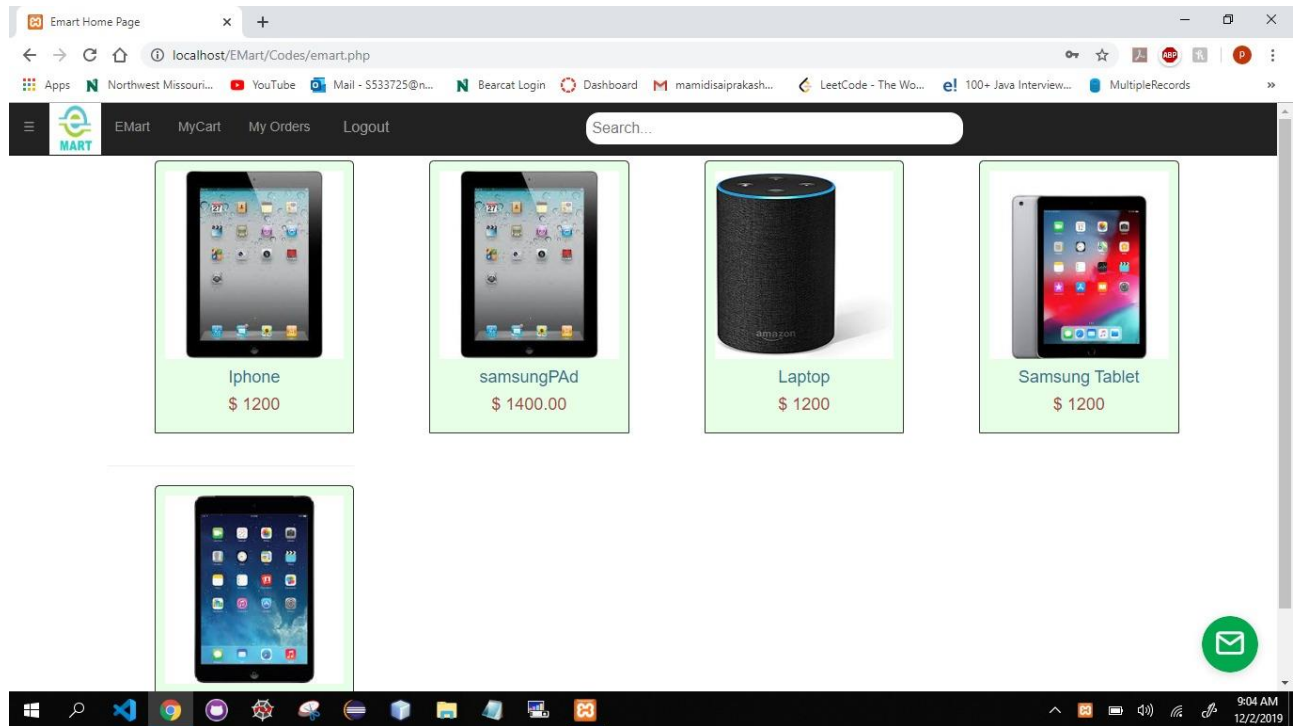 Emart Home Page
localhost/EMart/Codes/emart.php
ABP
P
Apps Northwest Missouri... YouTube Mail - S533725@n... Bearcat Login Dashboard mamidisaiprakash... LeetCode - The Wo... 100+ Java Interview... MultipleRecords »
MART EMart MyCart My Orders Logout Search...
amazon
Iphone samsungPAd Laptop Samsung Tablet
$ 1200 $ 1400.00 $ 1200 $ 1200
9:04 AM
12/2/2019